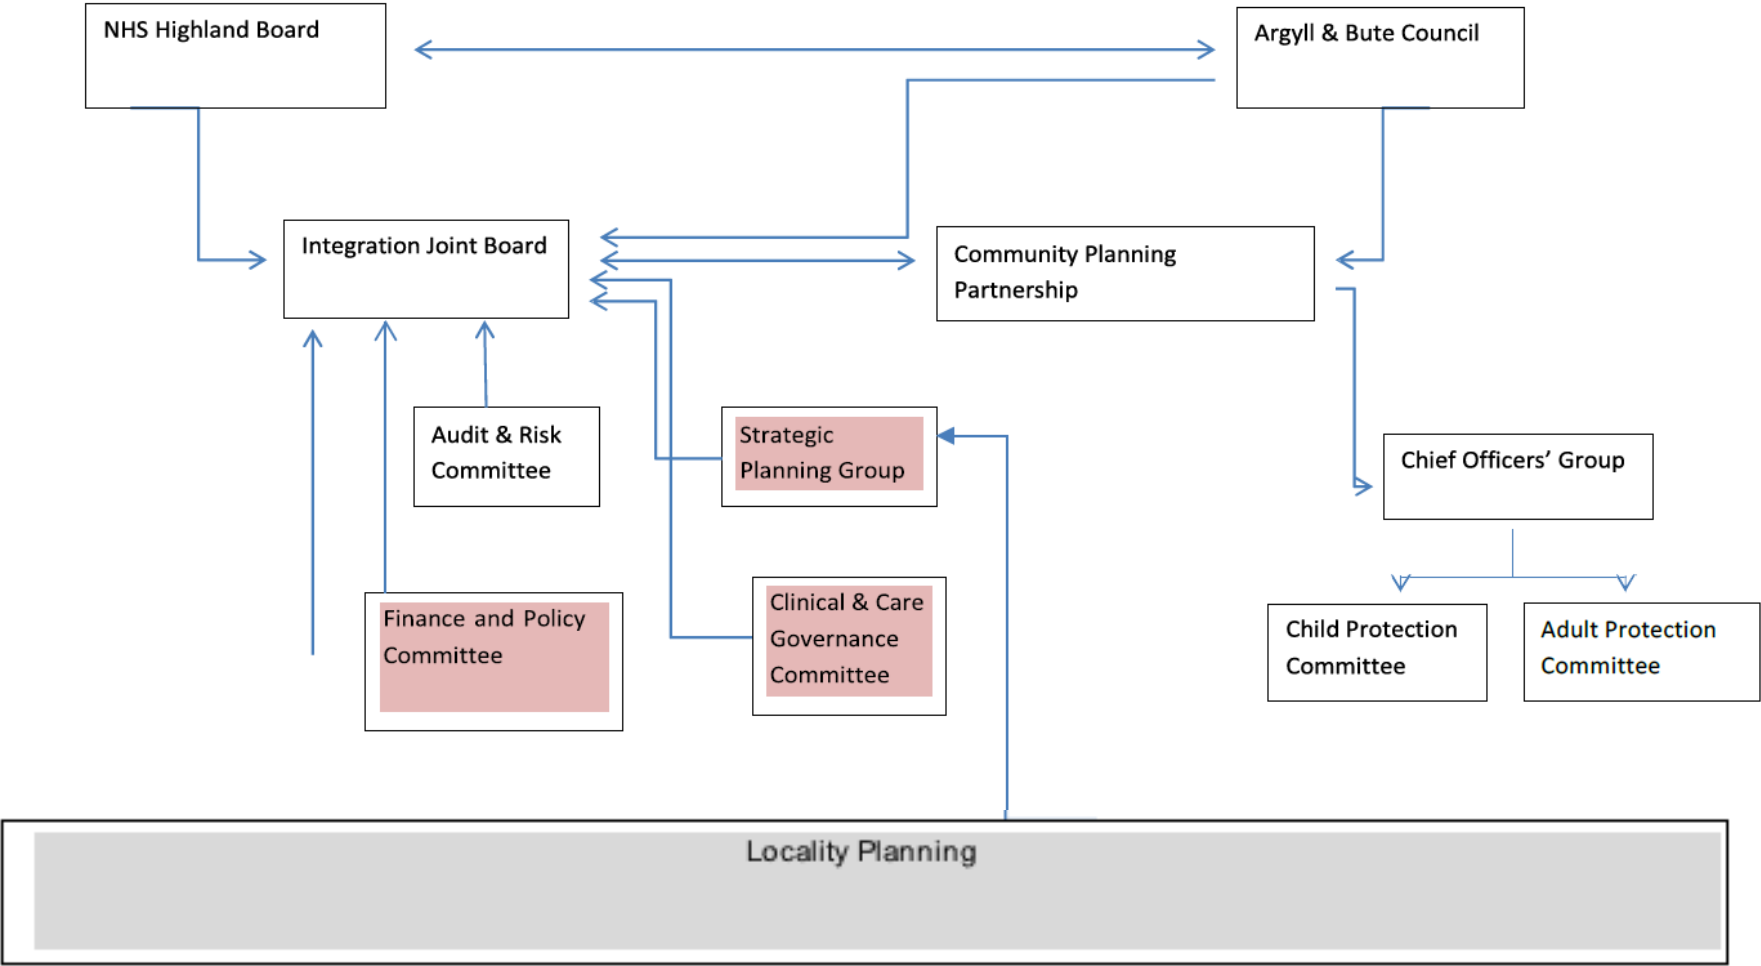 NHS Highland Board
Argyll & Bute Council
Integration Joint Board
Community Planning
Partnership
Audit & Risk
Committee
Strategic
Planning Group
Chief Officers’ Group
Finance and Policy
Committee
Clinical & Care
Governance
Committee
Child Protection
Committee
Adult Protection
Committee
Locality Planning